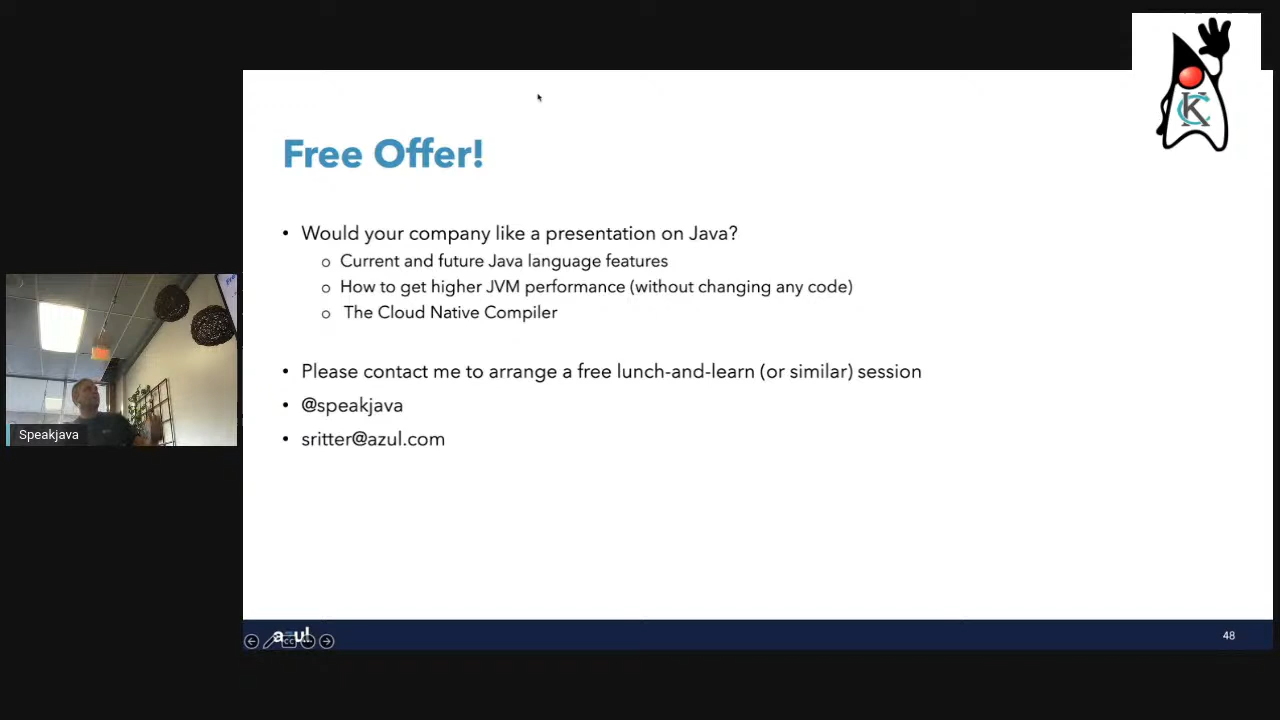 Free Offer!
• Would your company like a presentation on Java?
o Current and future Java language features
o How to get higher JVM performance (without changing any code)
o The Cloud Native Compiler
• Please contact me to arrange a free lunch-and-learn (or similar) session
• @speakjava
• sritter@azul.com
Speakjava
azul
48
KC